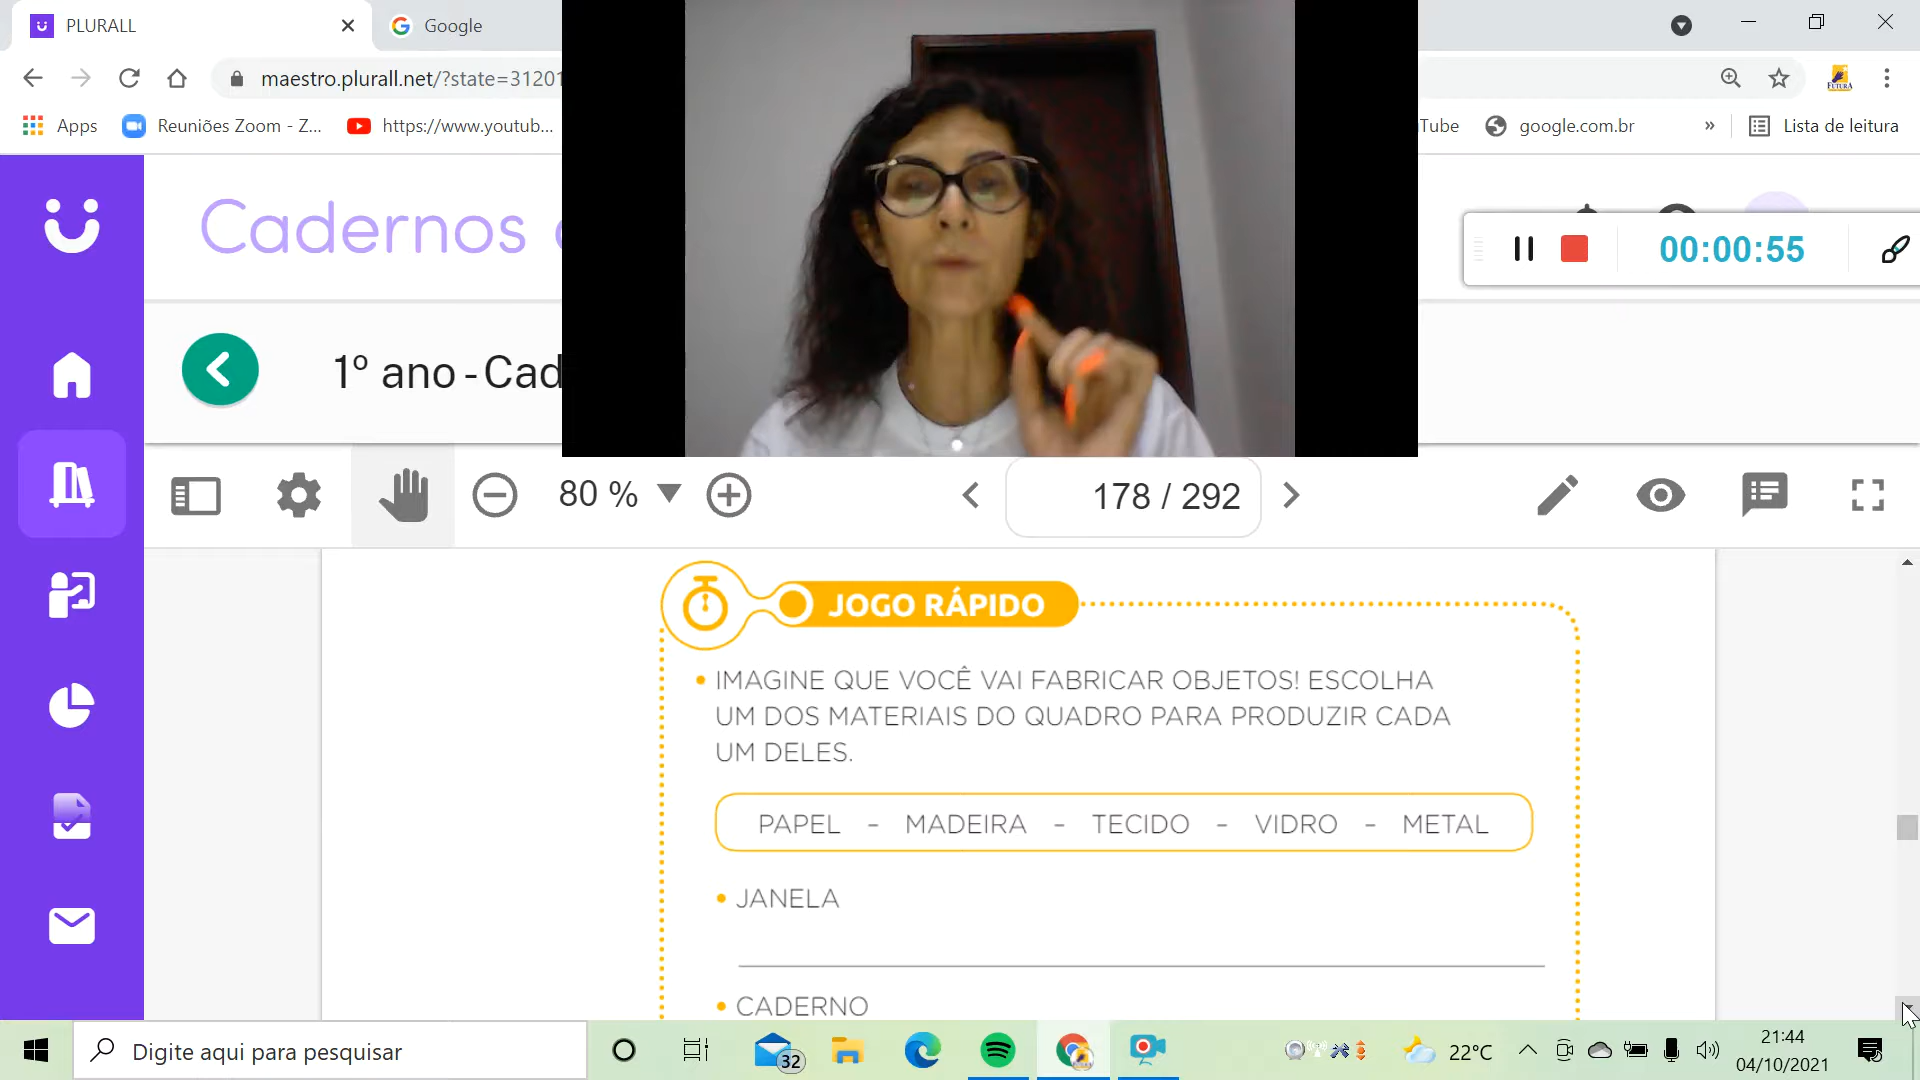 PLURALL
Google
maestro.plurall.net/?state=31201
FUTURA
Apps
Reuniões Zoom - Z...
https://www.youtub...
Tube
google.com.br
»
Lista de leitura
Cadernos
00:00:55
1º ano - Cad
80 %
178 / 292
JOGO RÁPIDO
• IMAGINE QUE VOCÊ VAI FABRICAR OBJETOS! ESCOLHA
UM DOS MATERIAIS DO QUADRO PARA PRODUZIR CADA
UM DELES.
PAPEL - MADEIRA - TECIDO - VIDRO - METAL
• JANELA
• CADERNO
Digite aqui para pesquisar
32
22°C
21:44
04/10/2021